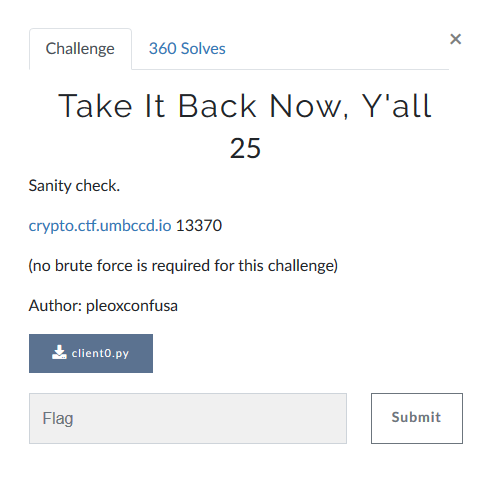 Challenge
360 Solves
×
Take It Back Now, Y'all
25
Sanity check.
crypto.ctf.umbccd.io 13370
(no brute force is required for this challenge)
Author: pleoxconfusa
client0.py
Flag
Submit